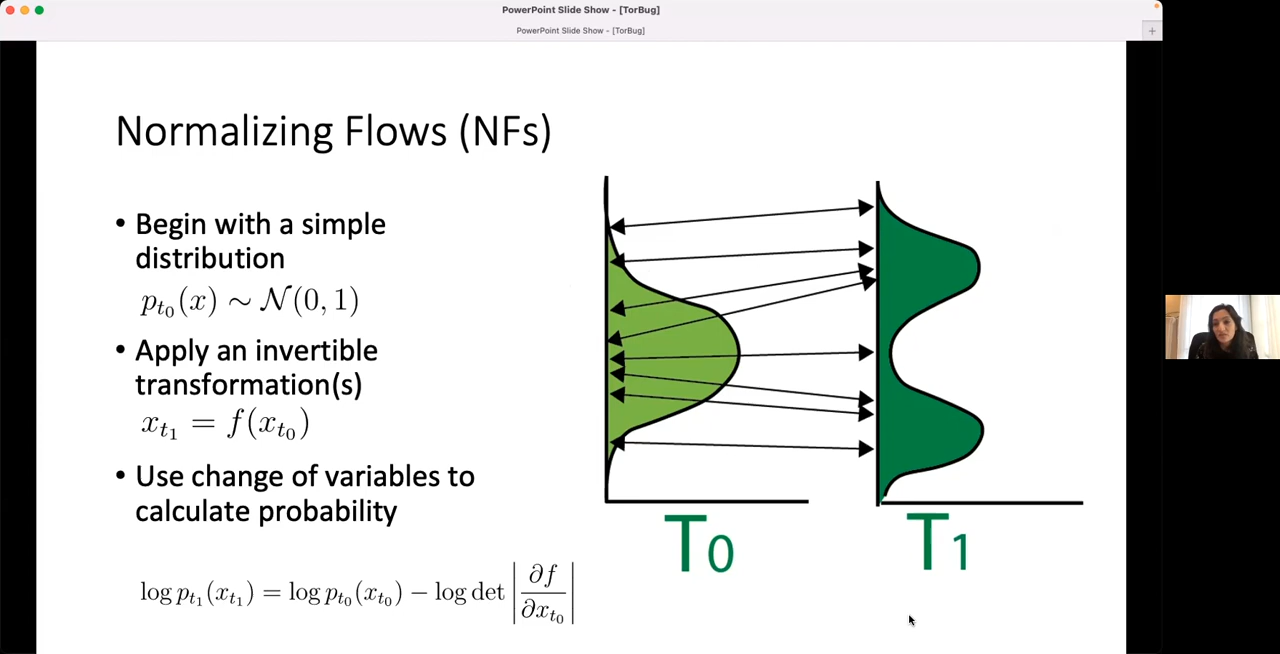 PowerPoint Slide Show - [TorBug]
PowerPoint Slide Show - [TorBug]
+
Normalizing Flows (NFs)
• Begin with a simple
distribution
p_{t_0}(x) ∼ 𝒩(0, 1)
• Apply an invertible
transformation(s)
x_{t_1} = f(x_{t_0})
• Use change of variables to
calculate probability
log p_{t_1}(x_{t_1}) = log p_{t_0}(x_{t_0}) − log det |∂f/∂x_{t_0}|
T0
T1